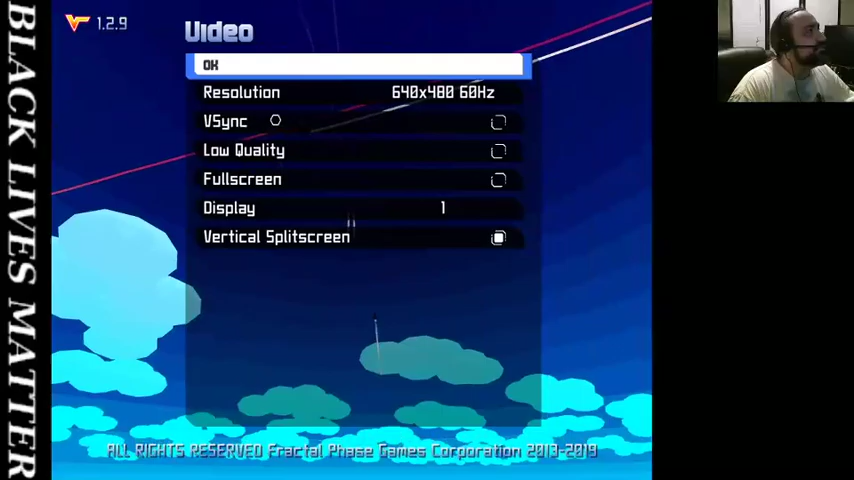 BLACK LIVES MATTER
1.2.9
Video
OK
Resolution 640x480 60Hz
VSync
Low Quality
Fullscreen
Display 1
Vertical Splitscreen
ALL RIGHTS RESERVED Fractal Phase Games Corporation 2013-2019